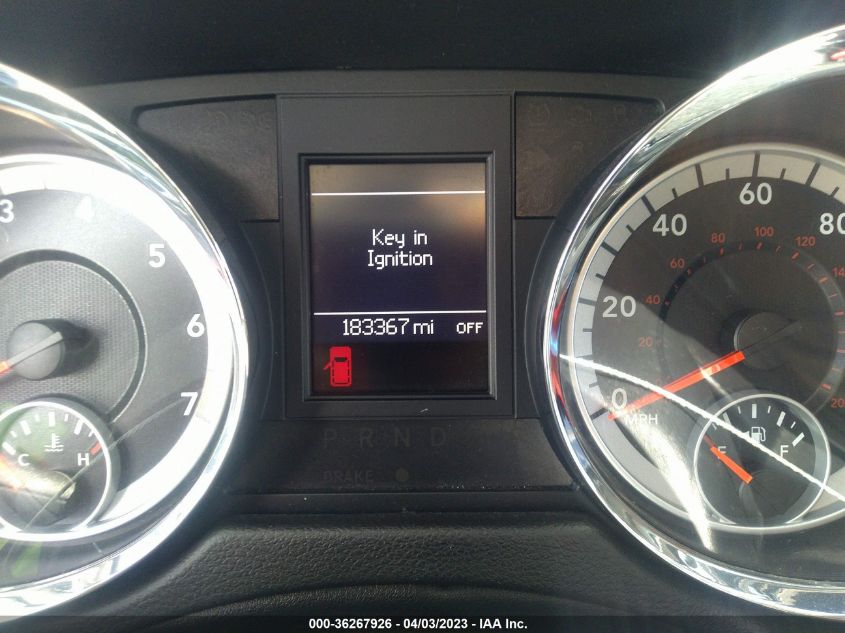 3 4 5 6 7
C H
Key in
Ignition
183367 mi OFF
P R N D
BRAKE
0 20 40 60 80
20 40 60 80 100 120
MPH
E F
000-36267926 - 04/03/2023 - IAA Inc.